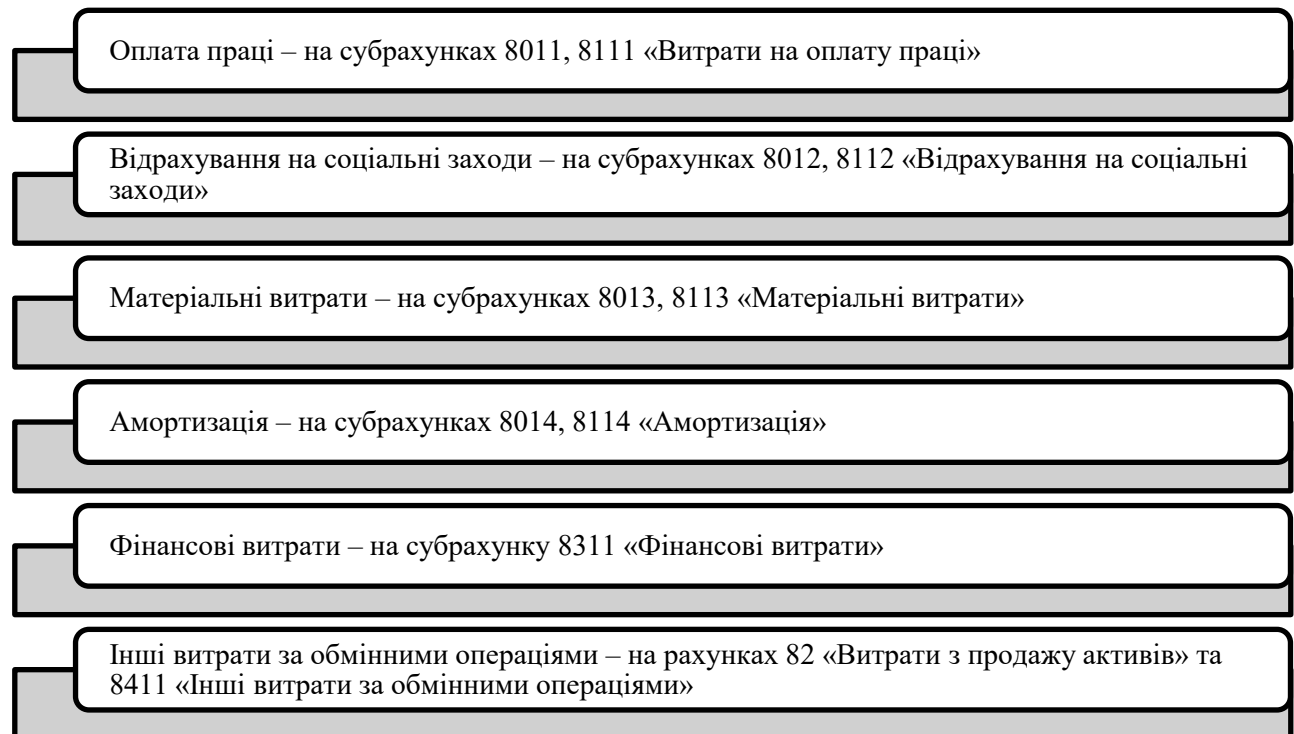 Оплата праці – на субрахунках 8011, 8111 «Витрати на оплату праці»
Відрахування на соціальні заходи – на субрахунках 8012, 8112 «Відрахування на соціальні
заходи»
Матеріальні витрати – на субрахунках 8013, 8113 «Матеріальні витрати»
Амортизація – на субрахунках 8014, 8114 «Амортизація»
Фінансові витрати – на субрахунку 8311 «Фінансові витрати»
Інші витрати за обмінними операціями – на рахунках 82 «Витрати з продажу активів» та
8411 «Інші витрати за обмінними операціями»